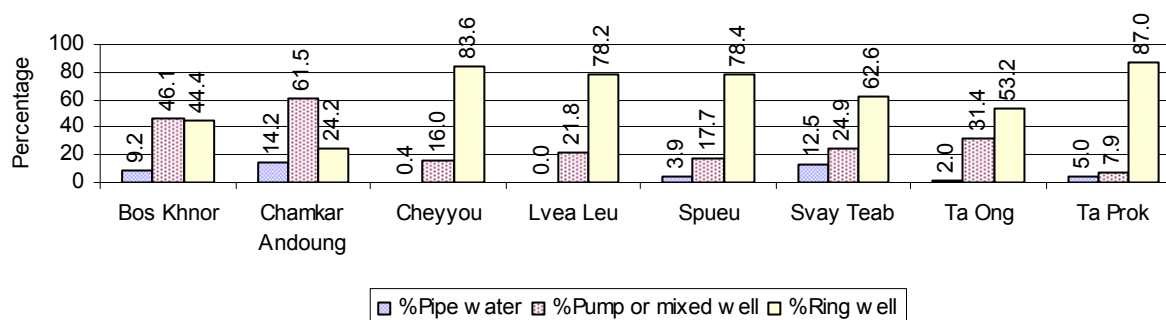 Percentage
100
80
60
40
20
0
9.2 46.1 44.4
14.2 61.5 24.2
0.4 16.0 83.6
0.0 21.8 78.2
3.9 17.7 78.4
12.5 24.9 62.6
2.0 31.4 53.2
5.0 7.9 87.0
Bos Khnor
Chamkar
Andoung
Cheyyou
Lvea Leu
Spueu
Svay Teab
Ta Ong
Ta Prok
%Pipe water %Pump or mixed well %Ring well